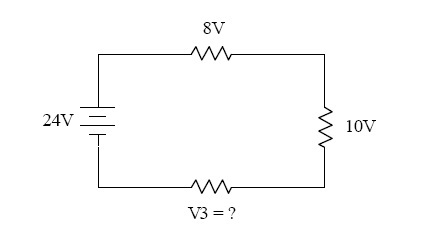 8V
24V
10V
V3 = ?